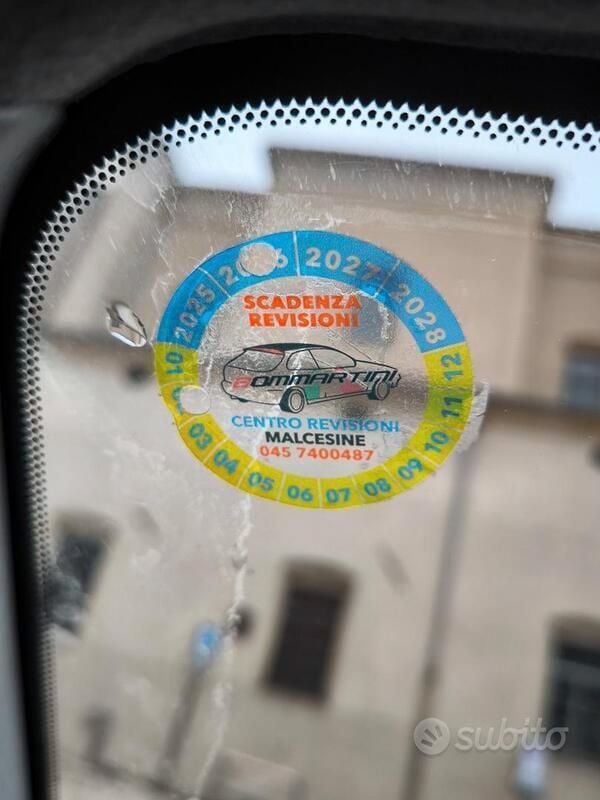 2025 2027 2028
SCADENZA
REVISIONI
BOMMARTINI
CENTRO REVISIONI
MALCESINE
045 7400487
01 03 04 05 06 07 08 09 10 11 12
subito